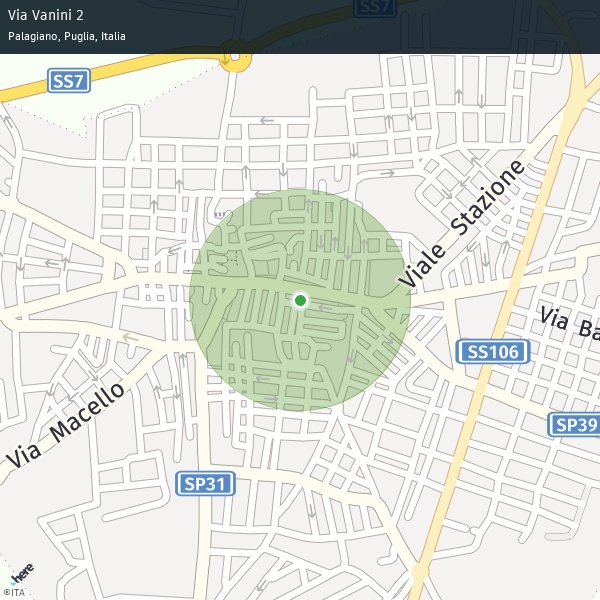 Via Vanini 2
Palagiano, Puglia, Italia
SS7
SS7
Viale Stazione
Via Ba
SS106
Via Macello
SP39
SP31
here
©ITA